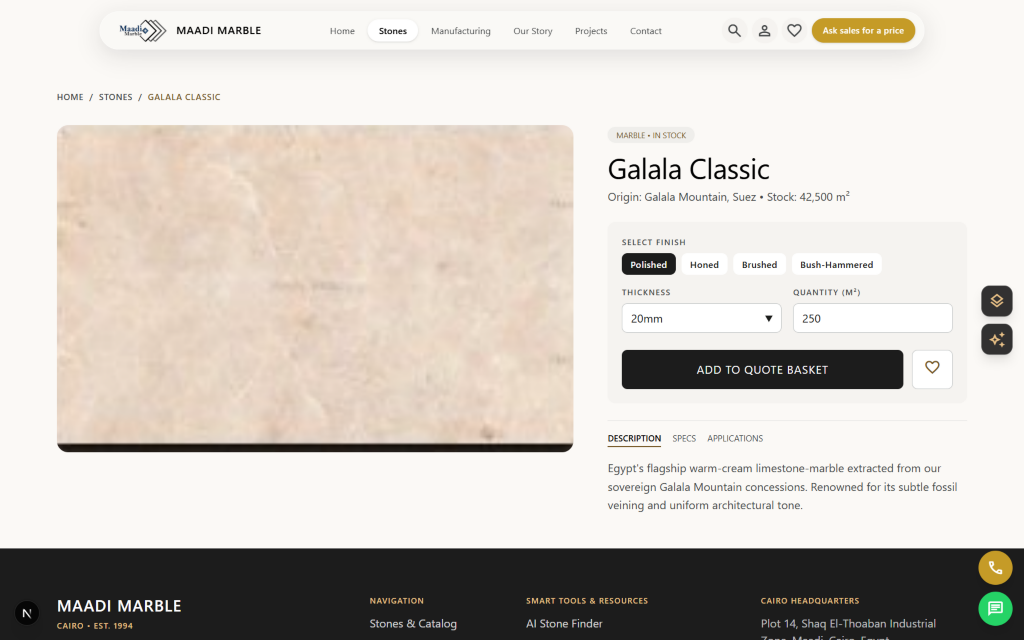 Maadi
Marble
MAADI MARBLE
Home
Stones
Manufacturing
Our Story
Projects
Contact
Ask sales for a price
HOME / STONES / GALALA CLASSIC
MARBLE • IN STOCK
Galala Classic
Origin: Galala Mountain, Suez • Stock: 42,500 m²
SELECT FINISH
Polished
Honed
Brushed
Bush-Hammered
THICKNESS
QUANTITY (M²)
20mm
250
ADD TO QUOTE BASKET
DESCRIPTION
SPECS
APPLICATIONS
Egypt's flagship warm-cream limestone-marble extracted from our
sovereign Galala Mountain concessions. Renowned for its subtle fossil
veining and uniform architectural tone.
N
MAADI MARBLE
CAIRO • EST. 1994
NAVIGATION
Stones & Catalog
SMART TOOLS & RESOURCES
AI Stone Finder
CAIRO HEADQUARTERS
Plot 14, Shaq El-Thoaban Industrial
Zone, Maadi, Cairo, Egypt